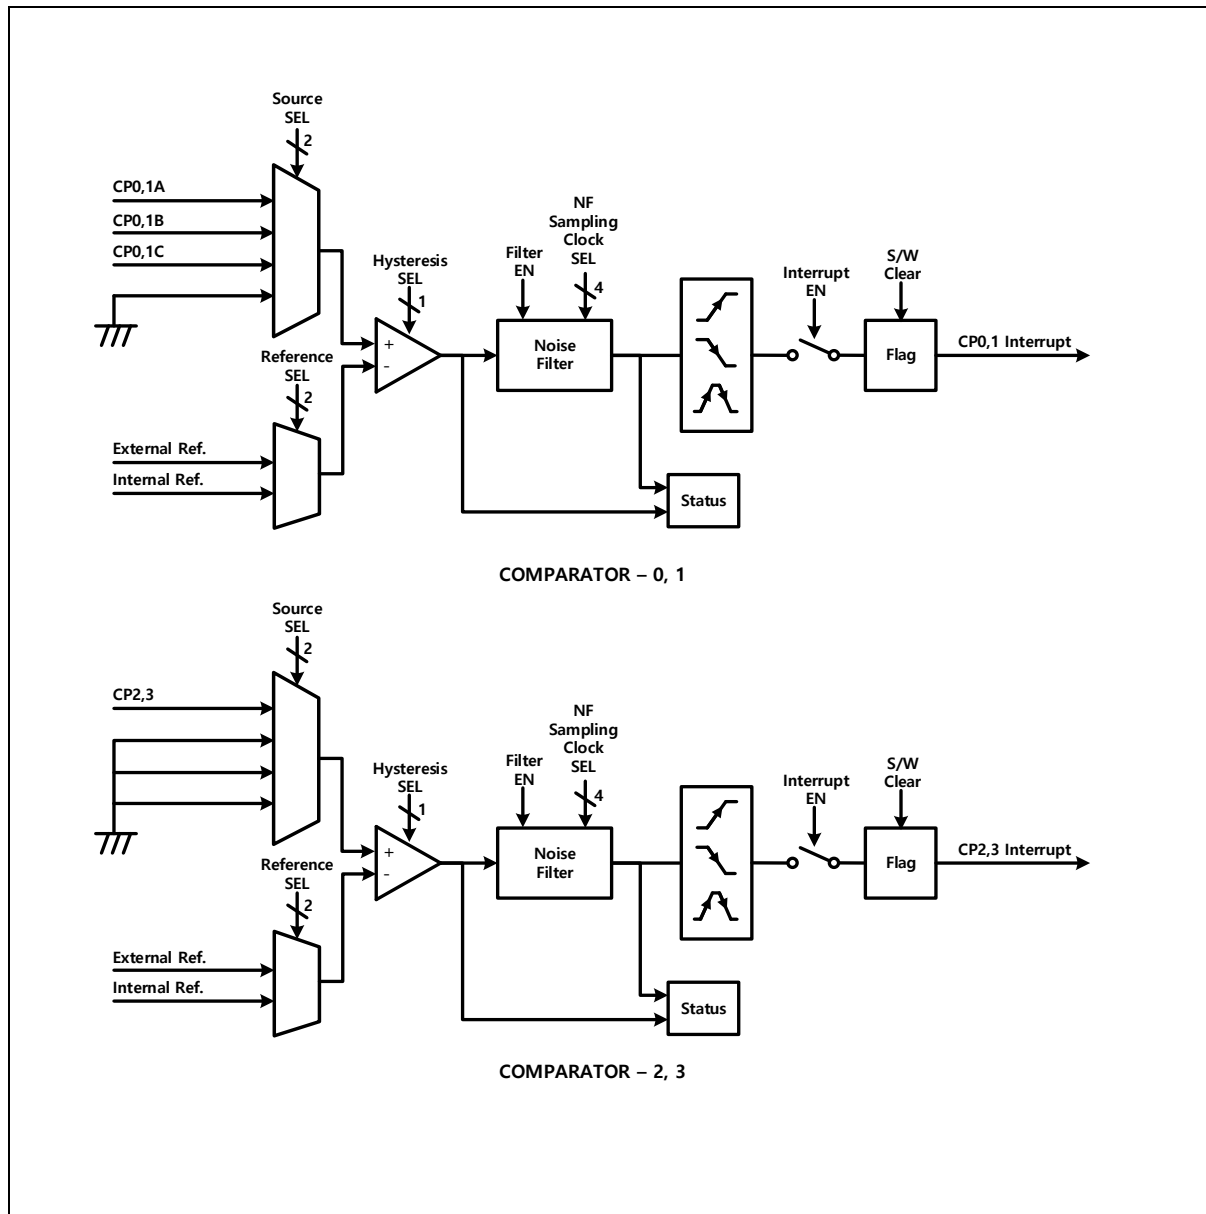 Source
SEL
2
CP0,1A
CP0,1B
CP0,1C
Hysteresis
SEL
1
Filter
EN
NF
Sampling
Clock
SEL
4
Interrupt
EN
S/W
Clear
+
-
Noise
Filter
Flag
CP0,1 Interrupt
Reference
SEL
2
External Ref.
Internal Ref.
Status
COMPARATOR – 0, 1
Source
SEL
2
CP2,3
Hysteresis
SEL
1
Filter
EN
NF
Sampling
Clock
SEL
4
Interrupt
EN
S/W
Clear
+
-
Noise
Filter
Flag
CP2,3 Interrupt
Reference
SEL
2
External Ref.
Internal Ref.
Status
COMPARATOR – 2, 3